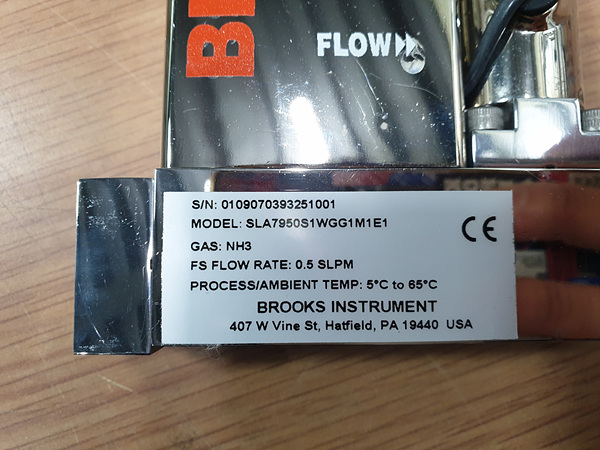 FLOW
S/N: 0109070393251001
MODEL: SLA7950S1WGG1M1E1
CE
GAS: NH3
FS FLOW RATE: 0.5 SLPM
PROCESS/AMBIENT TEMP: 5°C to 65°C
BROOKS INSTRUMENT
407 W Vine St, Hatfield, PA 19440 USA